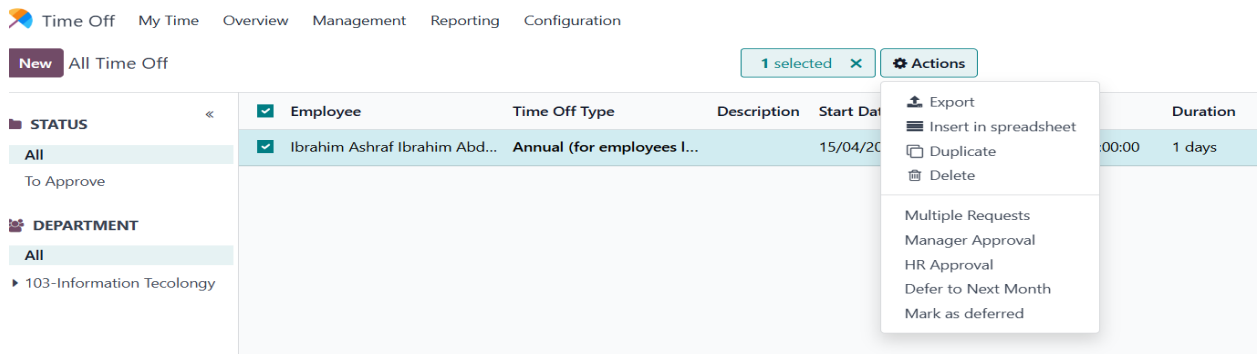 Time Off My Time Overview Management Reporting Configuration
New All Time Off 1 selected × Actions
«
STATUS
All
To Approve
DEPARTMENT
All
103-Information Tecolongy
Employee Time Off Type Description Start Dat Duration
Ibrahim Ashraf Ibrahim Abd... Annual (for employees l... 15/04/20 :00:00 1 days
Export
Insert in spreadsheet
Duplicate
Delete
Multiple Requests
Manager Approval
HR Approval
Defer to Next Month
Mark as deferred